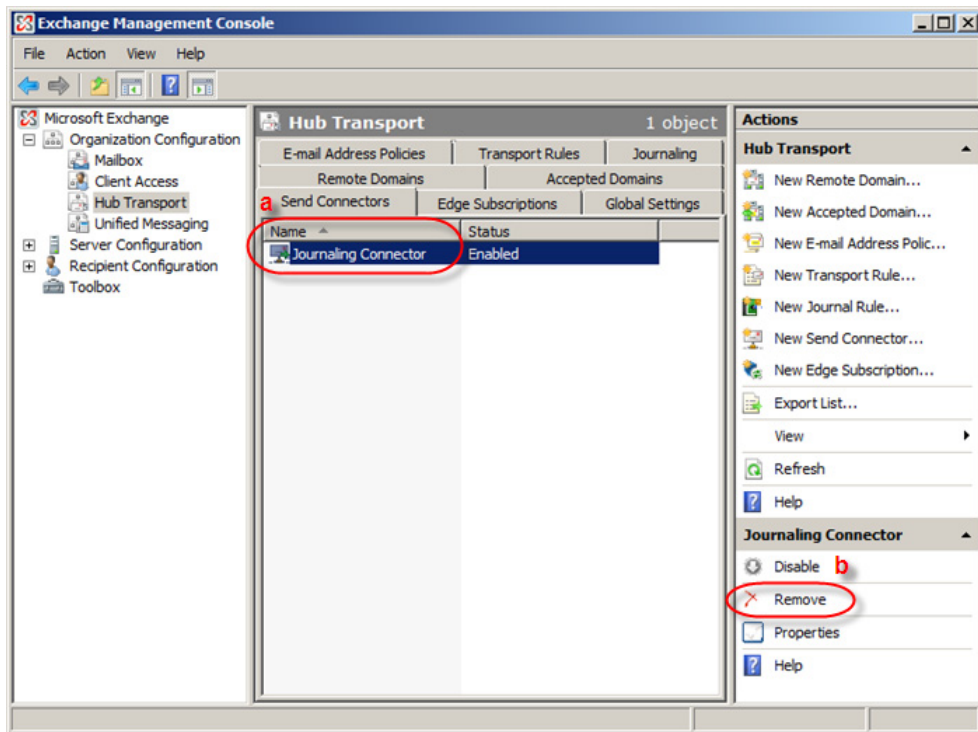 Exchange Management Console
File Action View Help
Microsoft Exchange
Organization Configuration
Mailbox
Client Access
Hub Transport
Unified Messaging
Server Configuration
Recipient Configuration
Toolbox
Hub Transport 1 object
E-mail Address Policies Transport Rules Journaling
Remote Domains Accepted Domains
a Send Connectors Edge Subscriptions Global Settings
Name Status
Journaling Connector Enabled
Actions
Hub Transport
New Remote Domain...
New Accepted Domain...
New E-mail Address Polic...
New Transport Rule...
New Journal Rule...
New Send Connector...
New Edge Subscription...
Export List...
View
Refresh
Help
Journaling Connector
Disable b
Remove
Properties
Help